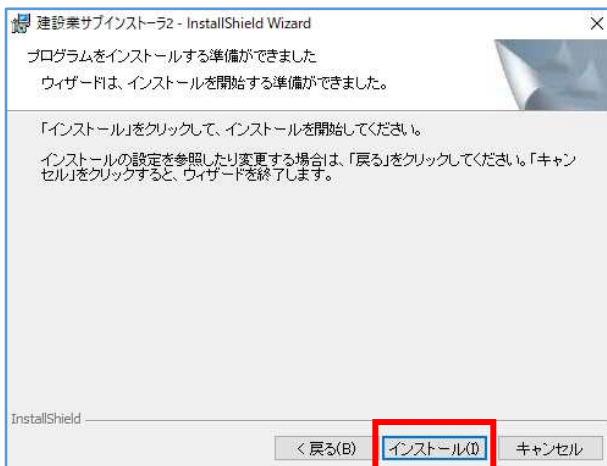 建設業サブインストーラ2 - InstallShield Wizard
プログラムをインストールする準備ができました
ウィザードは、インストールを開始する準備ができました。
「インストール」をクリックして、インストールを開始してください。
インストールの設定を参照したり変更する場合は、「戻る」をクリックしてください。「キャン
セル」をクリックすると、ウィザードを終了します。
InstallShield
< 戻る(B) インストール(I) キャンセル